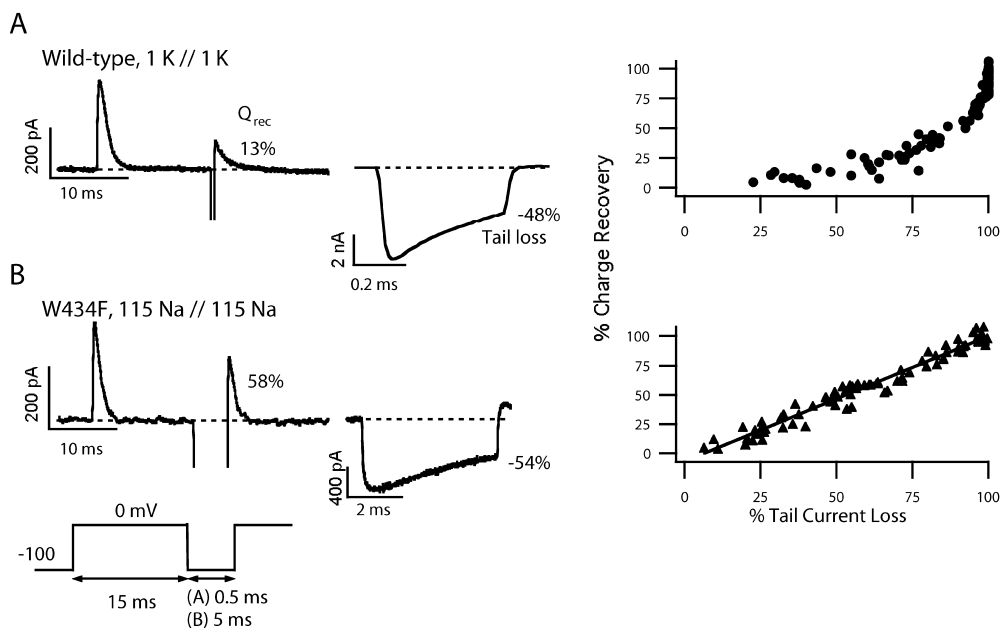 A
Wild-type, 1 K // 1 K
200 pA
10 ms
Qrec
13%
-48%
Tail loss
2 nA
0.2 ms
B
W434F, 115 Na // 115 Na
200 pA
10 ms
58%
-54%
400 pA
2 ms
0 mV
-100
15 ms
(A) 0.5 ms
(B) 5 ms
% Charge Recovery
100
75
50
25
0
0 25 50 75 100
100
75
50
25
0
0 25 50 75 100
% Tail Current Loss